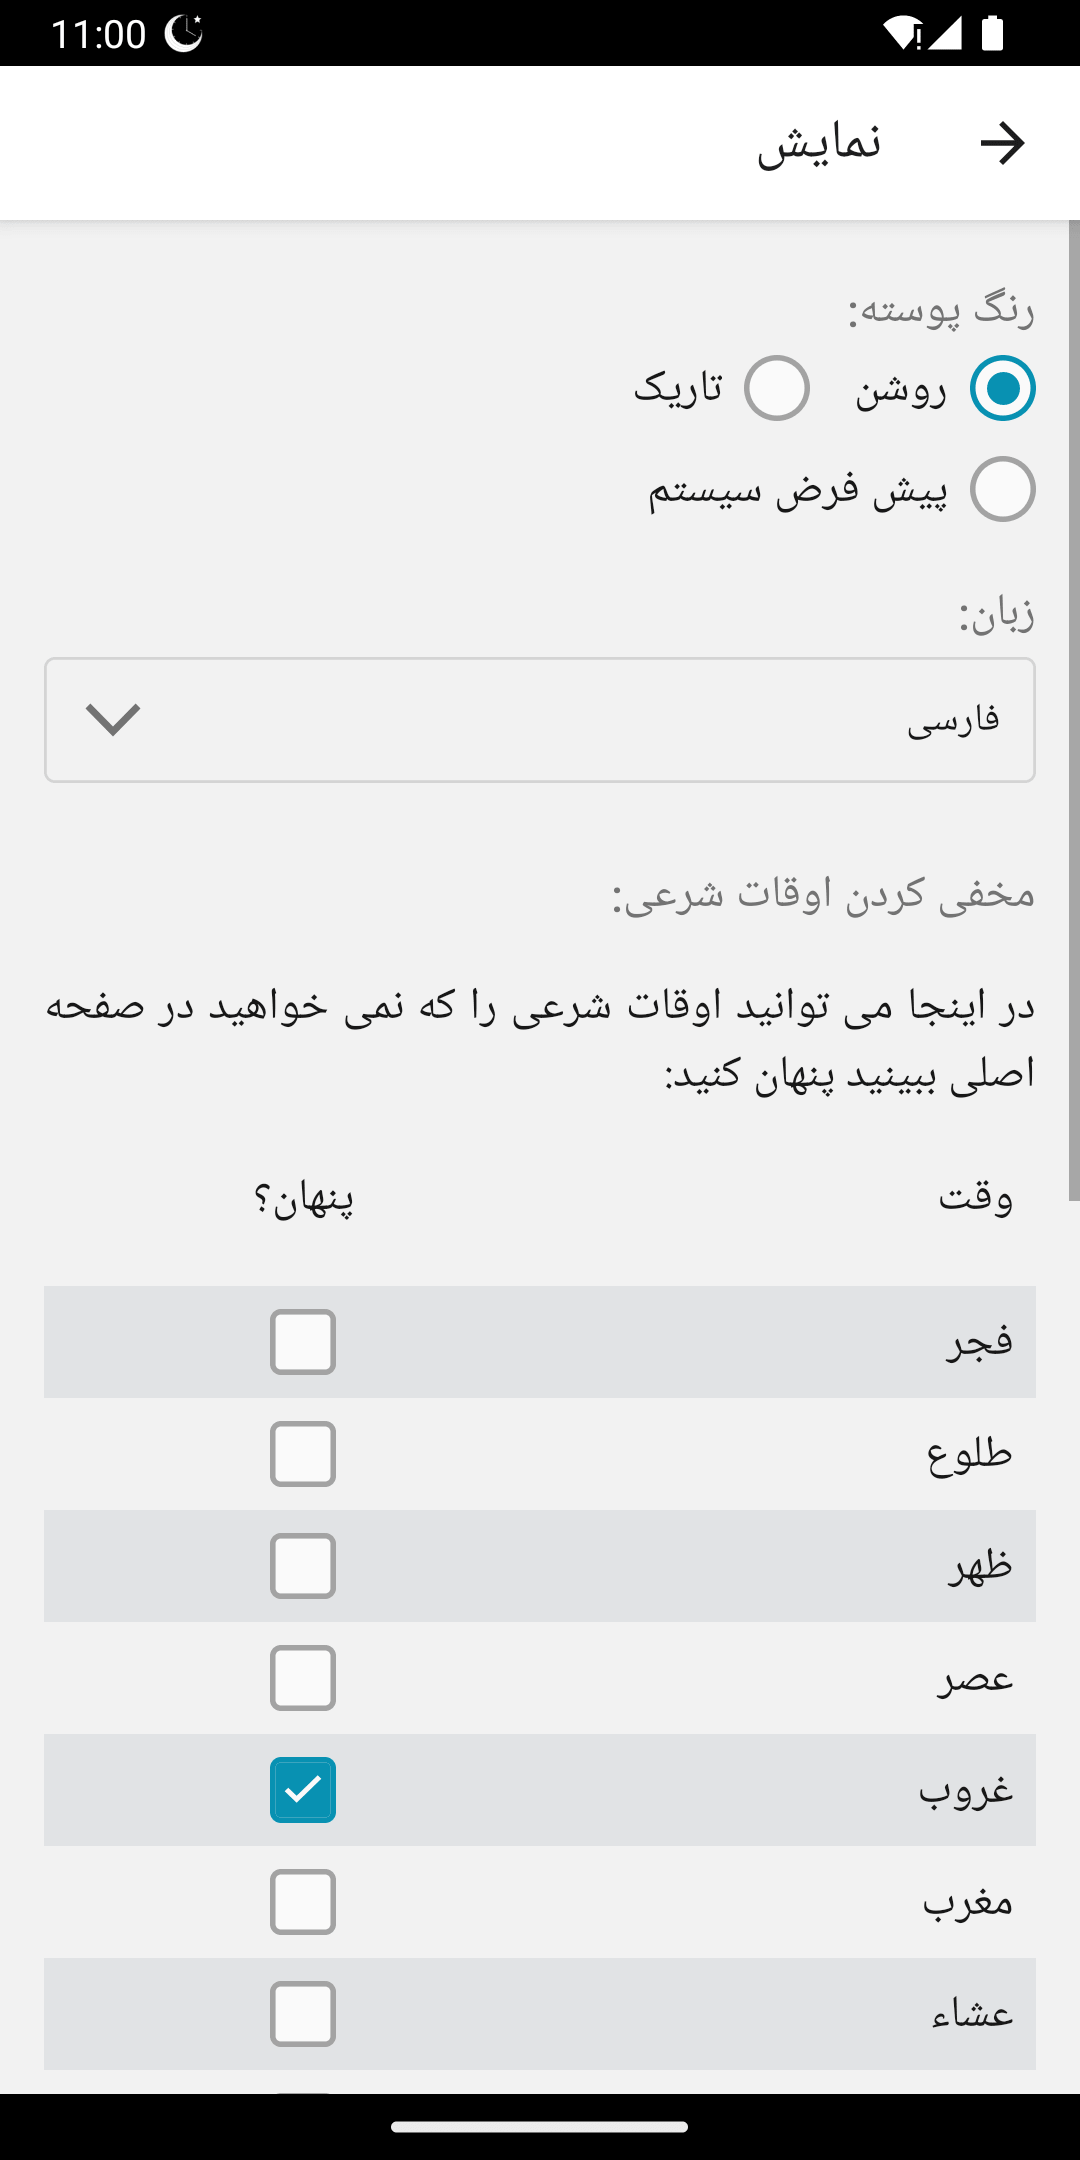 11:00
نمایش
رنگ پوسته:
روشن تاریک
پیش فرض سیستم
زبان:
فارسی
مخفی کردن اوقات شرعی:
در اینجا می توانید اوقات شرعی را که نمی خواهید در صفحه
اصلی ببینید پنهان کنید:
وقت پنهان؟
فجر
طلوع
ظهر
عصر
غروب
مغرب
عشاء